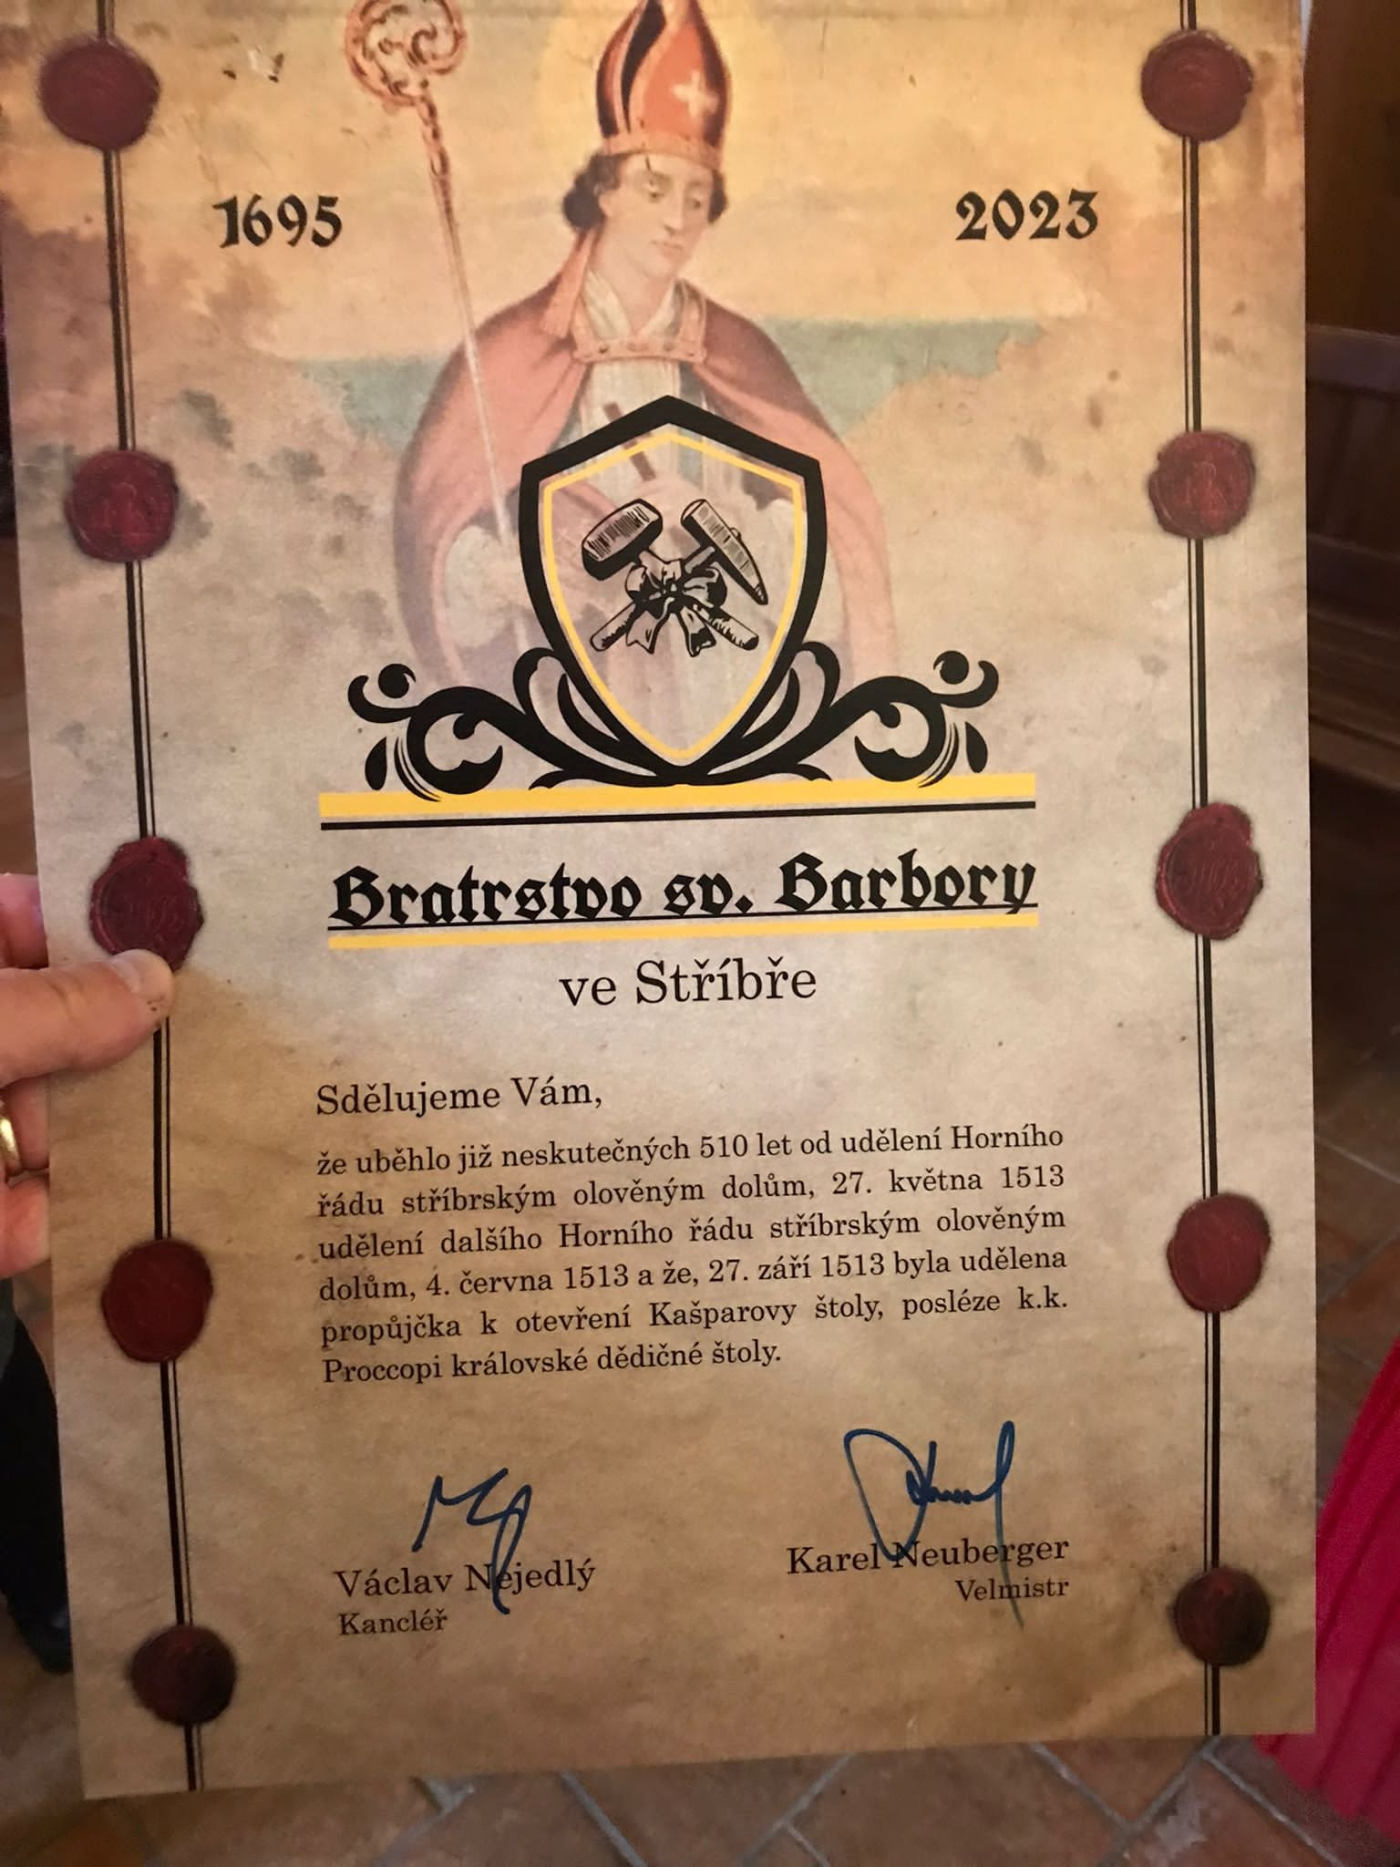 1695
2023
Bratrstvo sv. Barbory
ve Stříbře
Sdělujeme Vám,
že uběhlo již neskutečných 510 let od udělení Horního
řádu stříbrským olověným dolům, 27. května 1513
udělení dalšího Horního řádu stříbrským olověným
dolům, 4. června 1513 a že, 27. září 1513 byla udělena
propůjčka k otevření Kašparovy štoly, posléze k.k.
Proccopi královské dědičné štoly.
Václav Nejedlý
Kancléř
Karel Neuberger
Velmistr